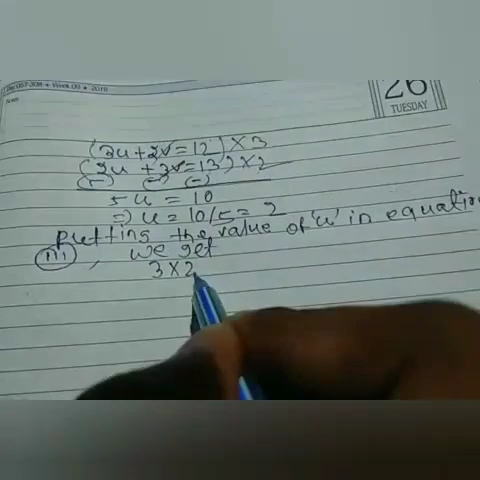 26
TUESDAY
(3u + 2v = 12) × 3
(2u + 3v = 13) × 2
(-) (-) (-)
5u = 10
⇒ u = 10/5 = 2
Putting the value of 'u' in equation
(iii), we get
3 × 2